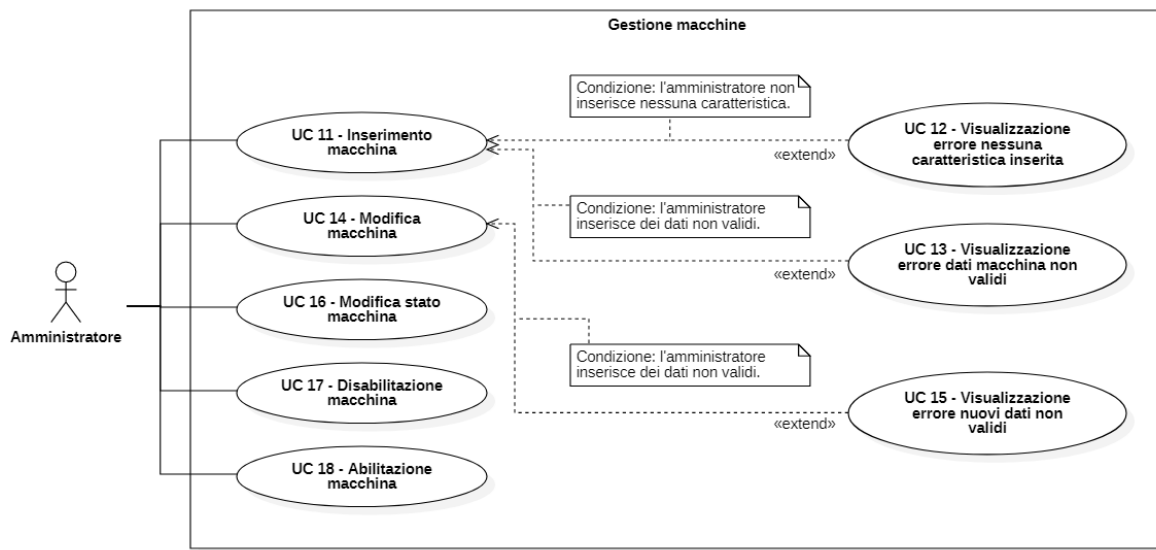 Gestione macchine
Condizione: l'amministratore non
inserisce nessuna caratteristica.
UC 11 - Inserimento
macchina
UC 12 - Visualizzazione
errore nessuna
caratteristica inserita
«extend»
UC 14 - Modifica
macchina
Condizione: l'amministratore
inserisce dei dati non validi.
UC 13 - Visualizzazione
errore dati macchina non
validi
«extend»
Amministratore
UC 16 - Modifica stato
macchina
Condizione: l'amministratore
inserisce dei dati non validi.
UC 17 - Disabilitazione
macchina
UC 15 - Visualizzazione
errore nuovi dati non
validi
«extend»
UC 18 - Abilitazione
macchina